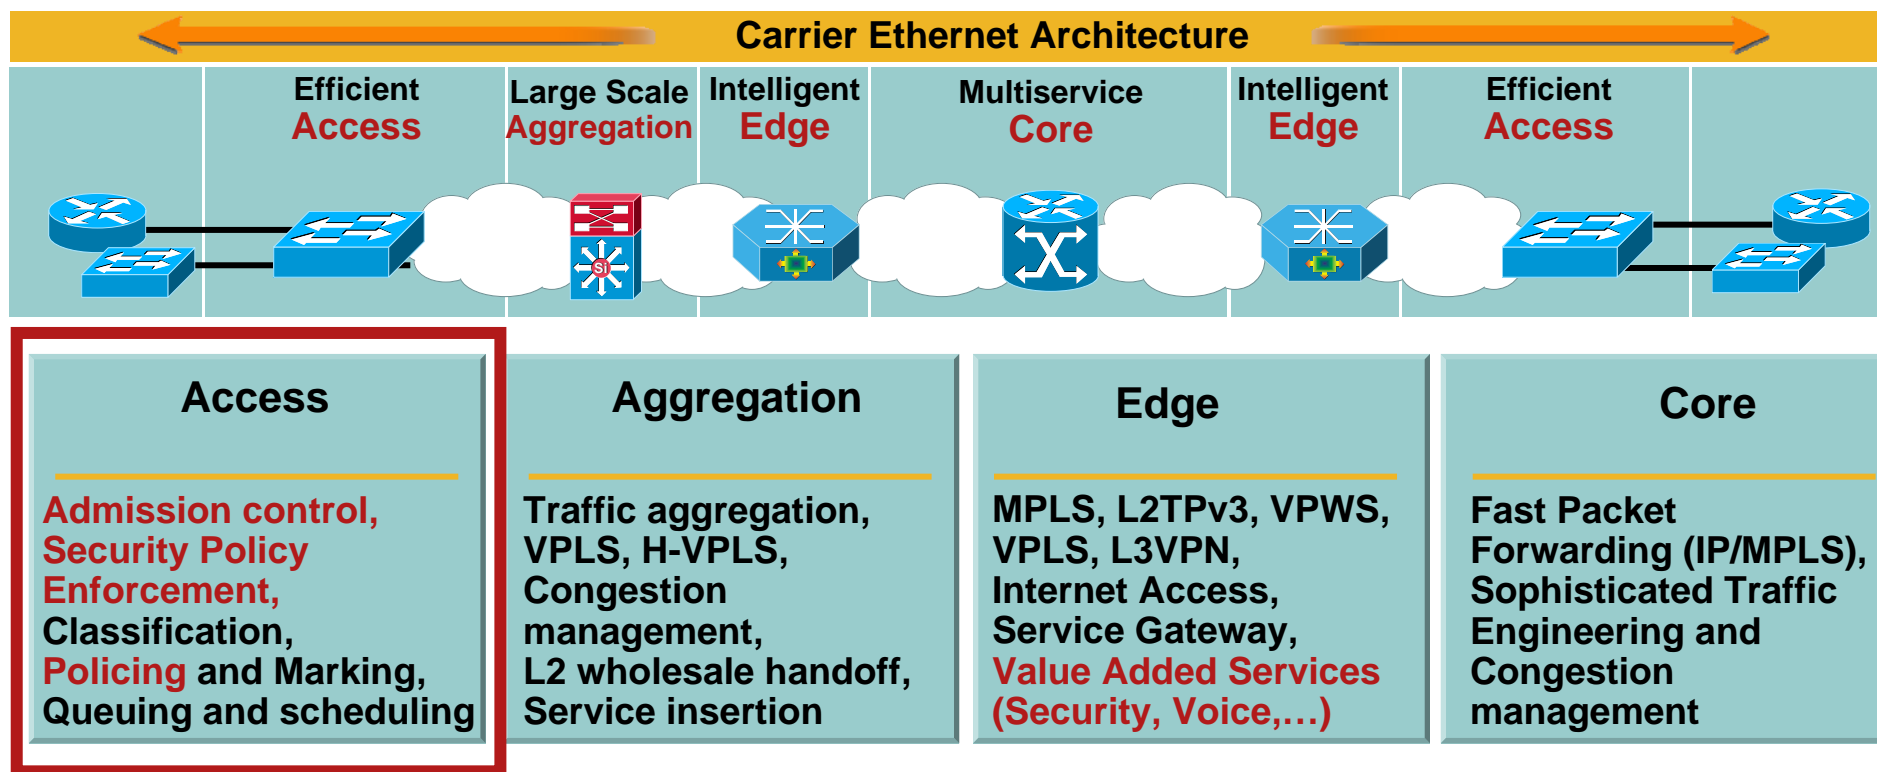 Carrier Ethernet Architecture
Efficient
Access
Large Scale
Aggregation
Intelligent
Edge
Multiservice
Core
Intelligent
Edge
Efficient
Access
Si
Access
Admission control,
Security Policy
Enforcement,
Classification,
Policing and Marking,
Queuing and scheduling
Aggregation
Traffic aggregation,
VPLS, H-VPLS,
Congestion
management,
L2 wholesale handoff,
Service insertion
Edge
MPLS, L2TPv3, VPWS,
VPLS, L3VPN,
Internet Access,
Service Gateway,
Value Added Services
(Security, Voice,…)
Core
Fast Packet
Forwarding (IP/MPLS),
Sophisticated Traffic
Engineering and
Congestion
management